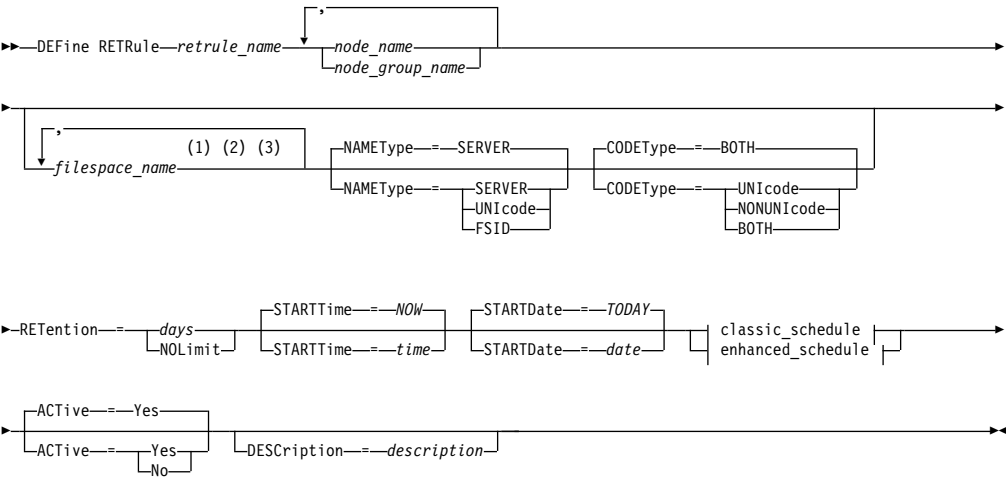 ,
DEFine RETRule retrule_name node_name
node_group_name
,
(1) (2) (3) NAMEType = SERVER CODEType = BOTH
filespace_name
NAMEType = SERVER CODEType = UNIcode
UNIcode NONUNIcode
FSID BOTH
STARTTime = NOW STARTDate = TODAY
RETention = days classic_schedule
NOLimit STARTTime = time STARTDate = date enhanced_schedule
ACTive = Yes
ACTive = Yes DESCription = description
No